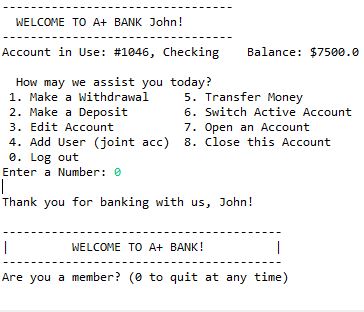 ---------------------------------
WELCOME TO A+ BANK John!
---------------------------------
Account in Use: #1046, Checking    Balance: $7500.0
How may we assist you today?
1. Make a Withdrawal     5. Transfer Money
2. Make a Deposit        6. Switch Active Account
3. Edit Account          7. Open an Account
4. Add User (joint acc)  8. Close this Account
0. Log out
Enter a Number: 0
Thank you for banking with us, John!
----------------------------------------
|         WELCOME TO A+ BANK!          |
----------------------------------------
Are you a member? (0 to quit at any time)